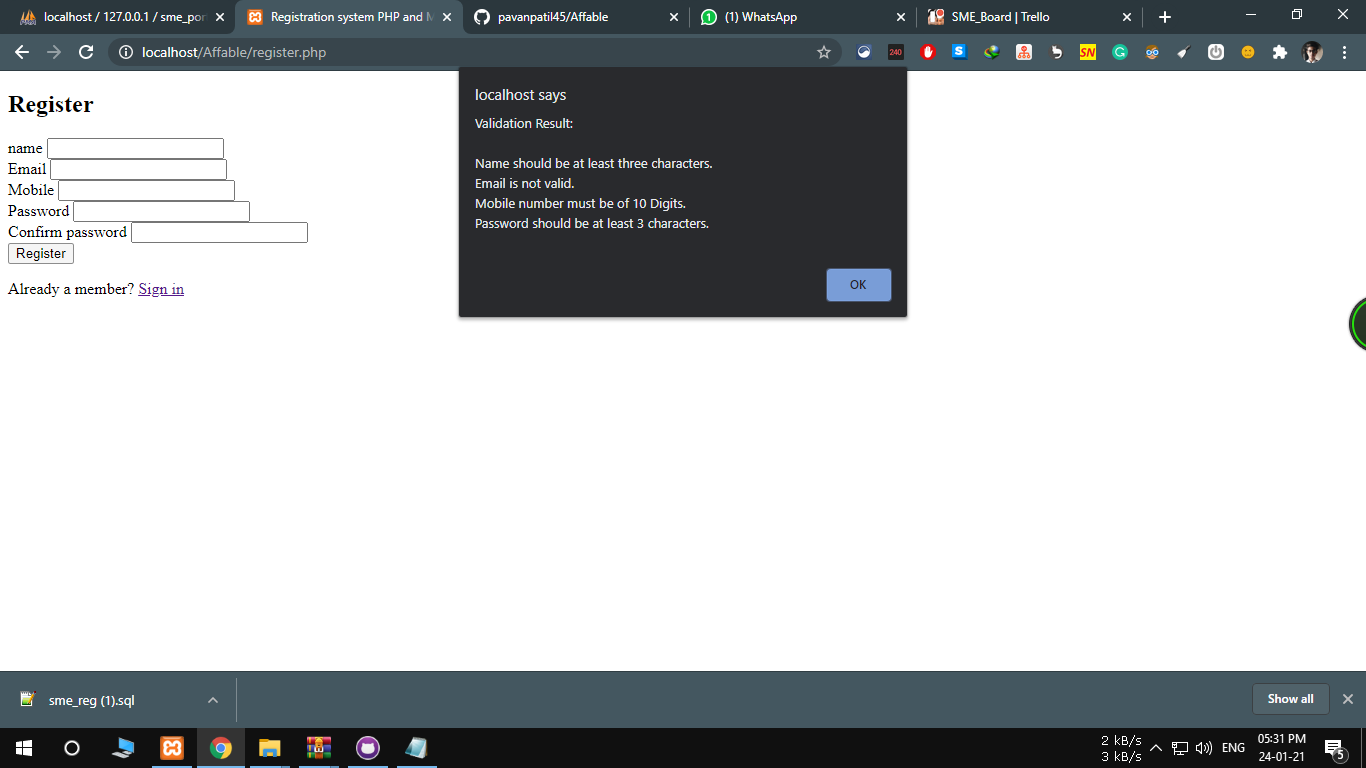 localhost / 127.0.0.1 / sme_por
Registration system PHP and M
pavanpatil45/Affable
(1) WhatsApp
SME_Board | Trello
localhost/Affable/register.php
240
S
SN
Register
name
Email
Mobile
Password
Confirm password
Register
Already a member? Sign in
localhost says
Validation Result:
Name should be at least three characters.
Email is not valid.
Mobile number must be of 10 Digits.
Password should be at least 3 characters.
OK
sme_reg (1).sql
Show all
2 kB/s
3 kB/s
ENG
05:31 PM
24-01-21
5